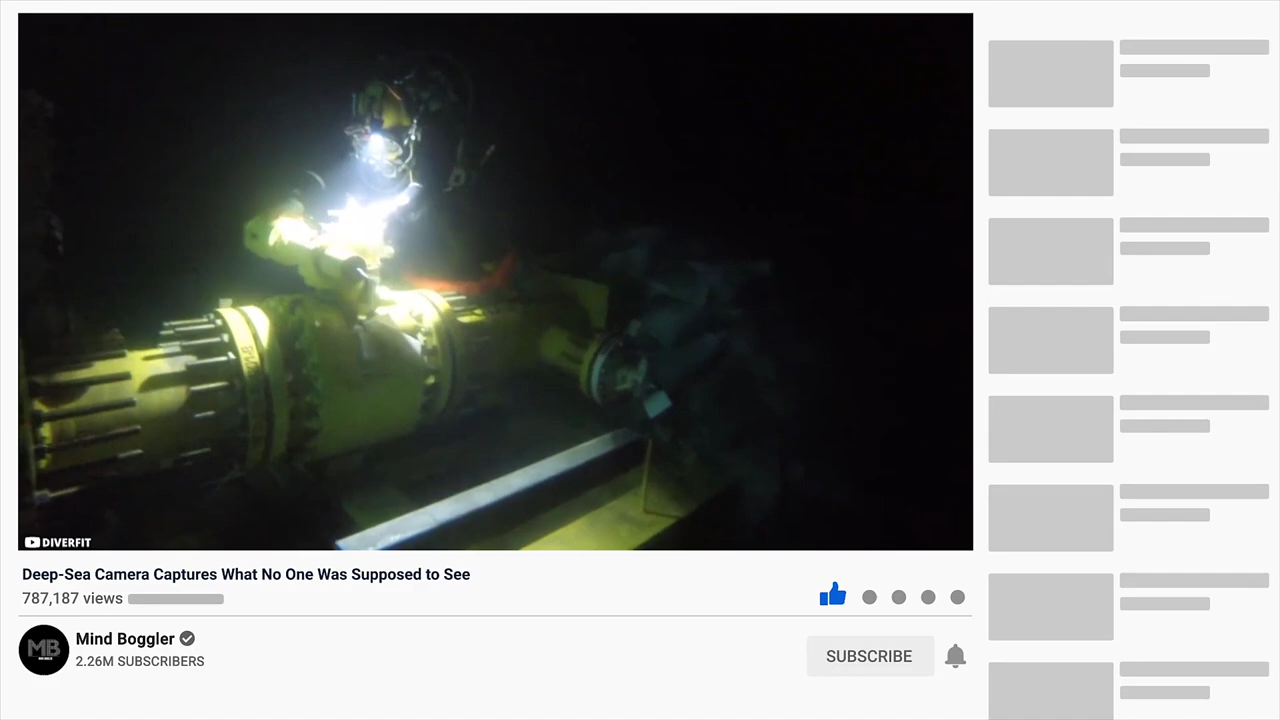 DIVERFIT
Deep-Sea Camera Captures What No One Was Supposed to See
787,187 views
MB
Mind Boggler
2.26M SUBSCRIBERS
SUBSCRIBE